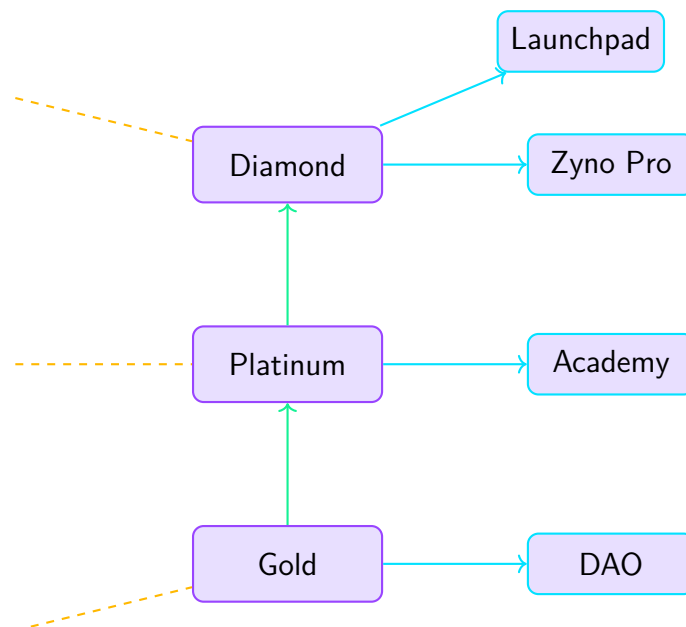 Launchpad
Diamond
Zyno Pro
Platinum
Academy
Gold
DAO